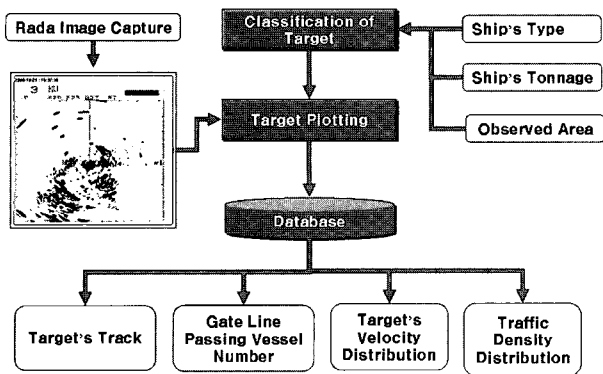 Rada Image Capture
Classification of
Target
Ship's Type
Ship's Tonnage
Observed Area
3
Target Plotting
Database
Target's Track
Gate Line
Passing Vessel
Number
Target's
Velocity
Distribution
Traffic
Density
Distribution